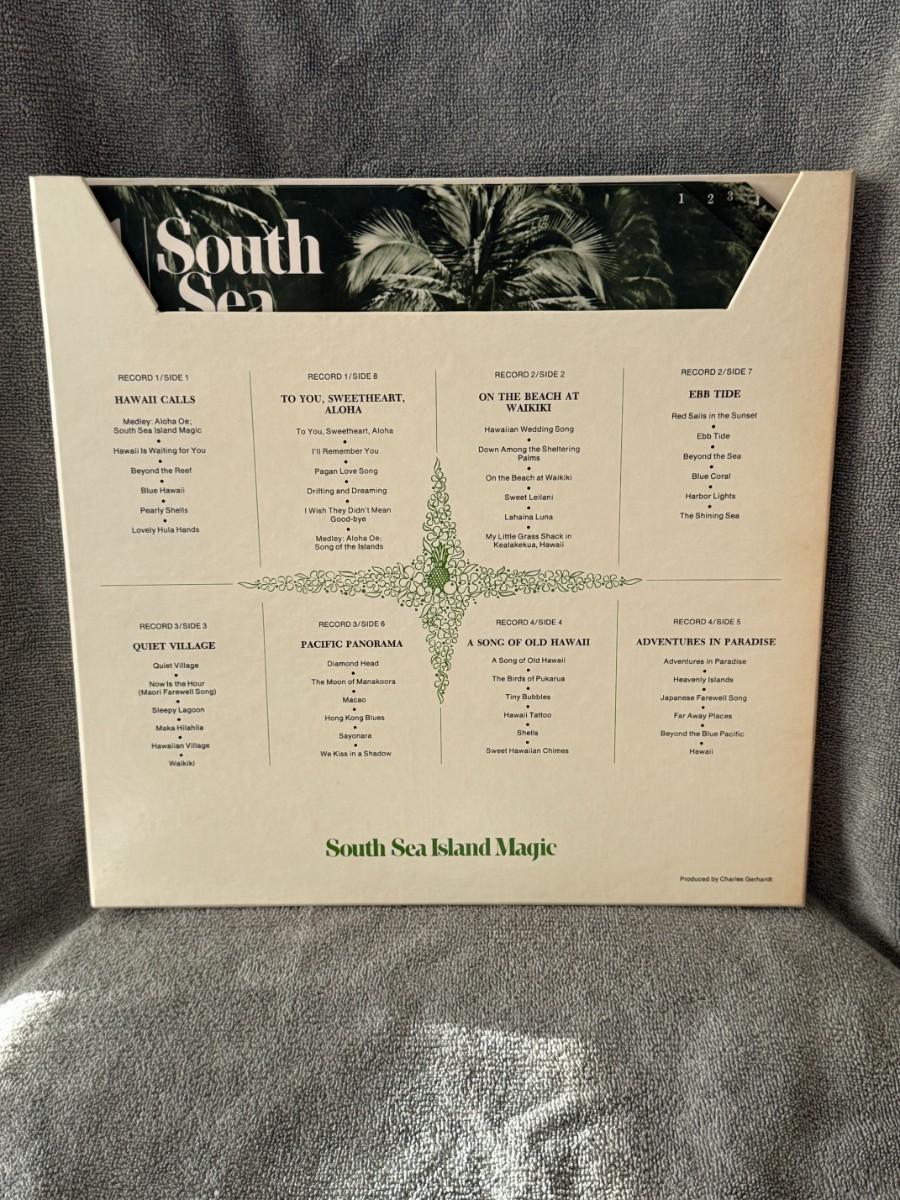 1 2 3
South
Sea
RECORD 1/SIDE 1
HAWAII CALLS
Medley: Aloha Oe;
South Sea Island Magic
Hawaii Is Waiting for You
Beyond the Reef
Blue Hawaii
Pearly Shells
Lovely Hula Hands
RECORD 1/SIDE 8
TO YOU, SWEETHEART,
ALOHA
To You, Sweetheart, Aloha
I'll Remember You
Pagan Love Song
Drifting and Dreaming
I Wish They Didn't Mean
Good-bye
Medley: Aloha Oe;
Song of the Islands
RECORD 2/SIDE 2
ON THE BEACH AT
WAIKIKI
Hawaiian Wedding Song
Down Among the Sheltering
Palms
On the Beach at Waikiki
Sweet Leilani
Lahaina Luna
My Little Grass Shack in
Kealakekua, Hawaii
RECORD 2/SIDE 7
EBB TIDE
Red Sails in the Sunset
Ebb Tide
Beyond the Sea
Blue Coral
Harbor Lights
The Shining Sea
RECORD 3/SIDE 3
QUIET VILLAGE
Quiet Village
Now Is the Hour
(Maori Farewell Song)
Sleepy Lagoon
Maka Hilahila
Hawaiian Village
Waikiki
RECORD 3/SIDE 6
PACIFIC PANORAMA
Diamond Head
The Moon of Manakoora
Macao
Hong Kong Blues
Sayonara
We Kiss in a Shadow
RECORD 4/SIDE 4
A SONG OF OLD HAWAII
A Song of Old Hawaii
The Birds of Pukarua
Tiny Bubbles
Hawaii Tattoo
Shells
Sweet Hawaiian Chimes
RECORD 4/SIDE 5
ADVENTURES IN PARADISE
Adventures in Paradise
Heavenly Islands
Japanese Farewell Song
Far Away Places
Beyond the Blue Pacific
Hawaii
South Sea Island Magic
Produced by Charles Gerhardt